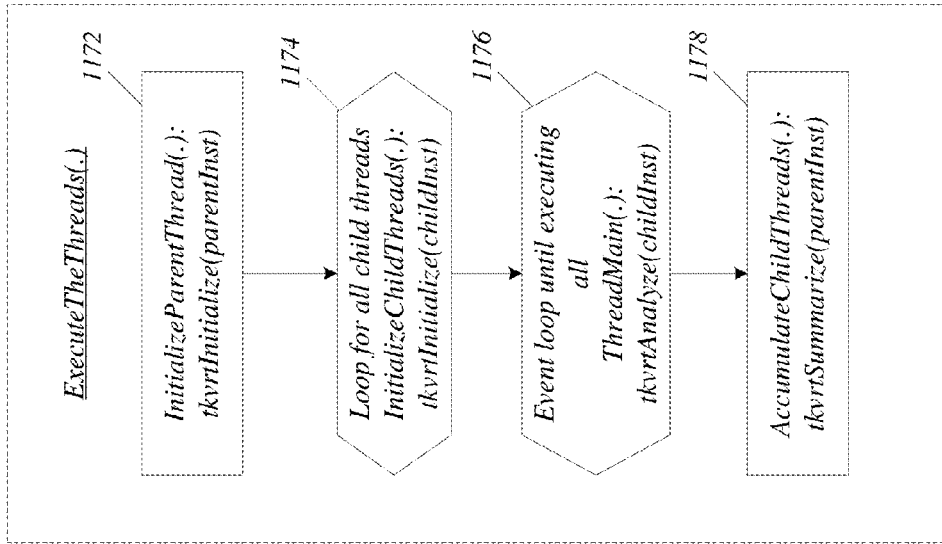 ExecuteTheThreads(.)
1172
InitializeParentThread(.):
tkvrtInitialize(parentInst)
1174
Loop for all child threads
InitializeChildThreads(.):
tkvrtInitialize(childInst)
1176
Event loop until executing
all
ThreadMain(.):
tkvrtAnalyze(childInst)
1178
AccumulateChildThreads(.):
tkvrtSummarize(parentInst)